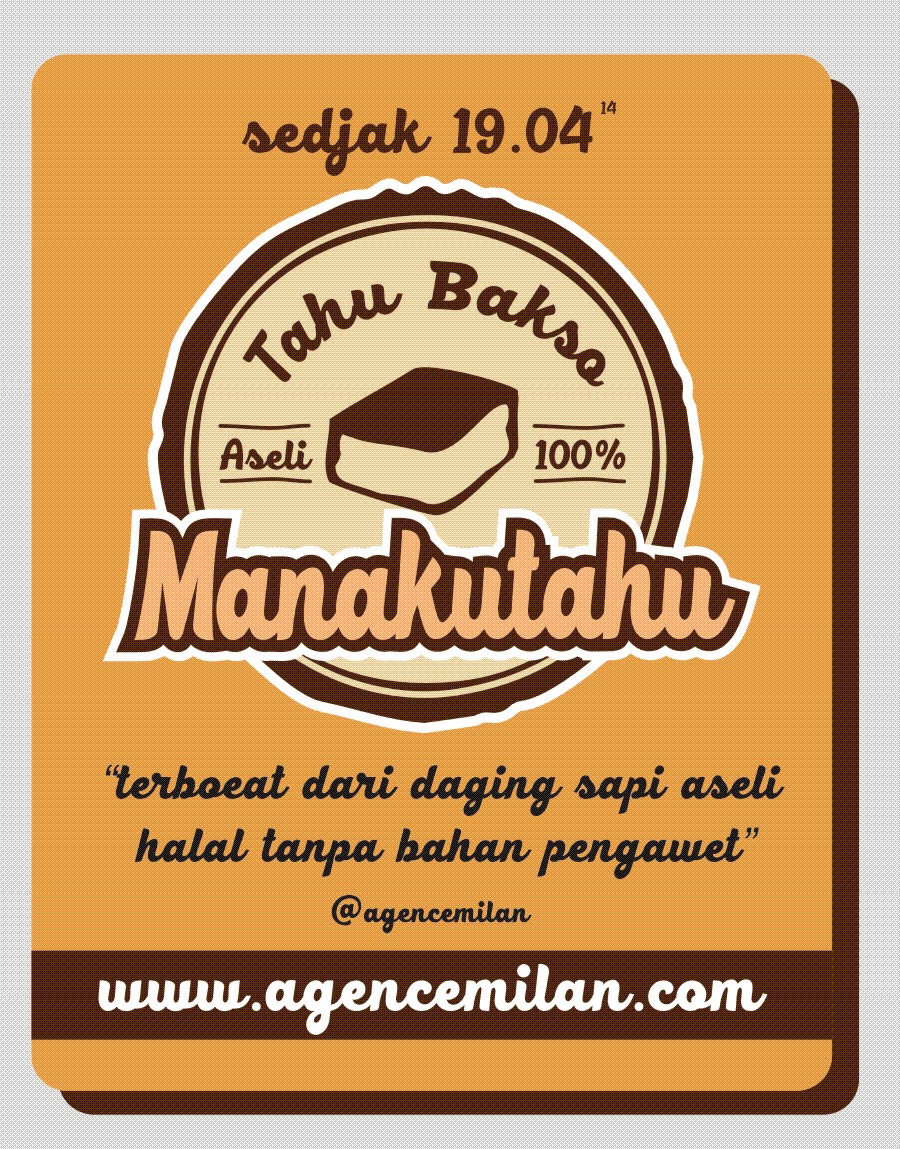 sedjak 19.04 14
Tahu Bakso
Aseli
100%
Manakutahu
“terboeat dari daging sapi aseli
halal tanpa bahan pengawet”
@agencemilan
www.agencemilan.com